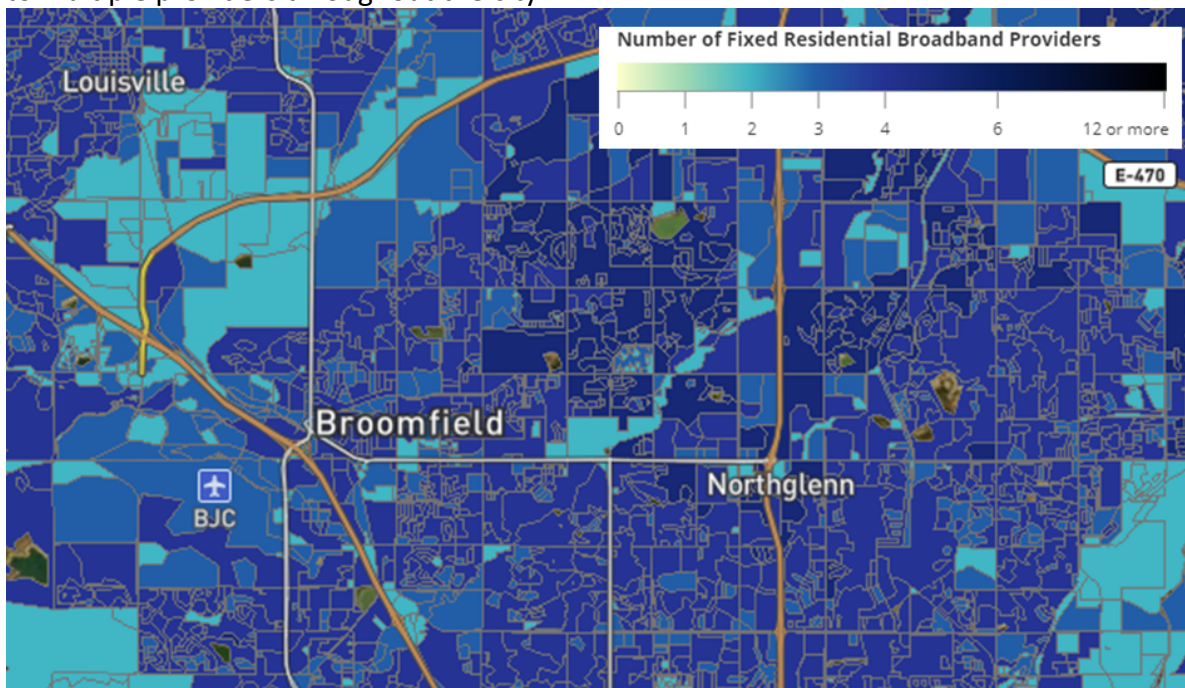 Number of Fixed Residential Broadband Providers
0 1 2 3 4 6 12 or more
Louisville
E-470
Broomfield
Northglenn
BJC